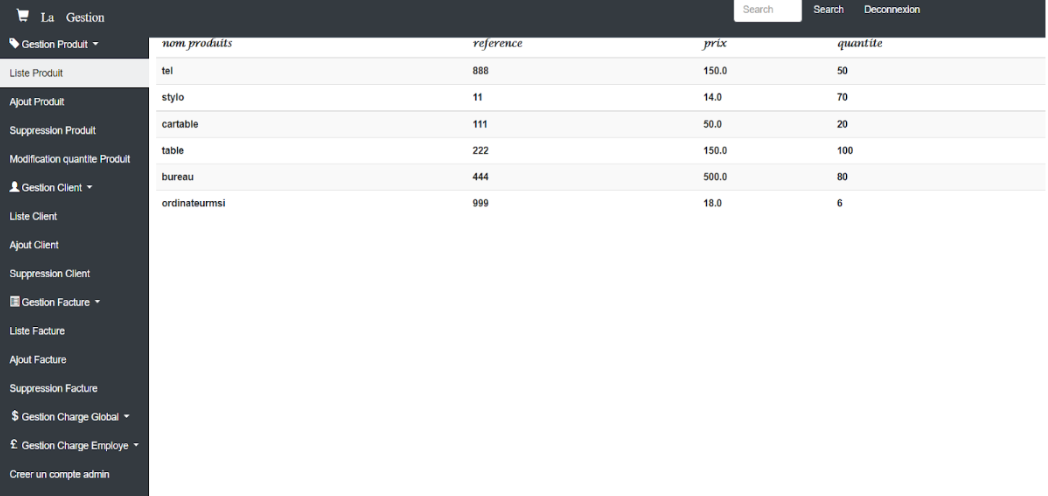 La Gestion
Search Search Deconnexion
Gestion Produit
Liste Produit
Ajout Produit
Suppression Produit
Modification quantite Produit
Gestion Client
Liste Client
Ajout Client
Suppression Client
Gestion Facture
Liste Facture
Ajout Facture
Suppression Facture
$ Gestion Charge Global
£ Gestion Charge Employe
Creer un compte admin
nom produits reference prix quantite
tel 888 150.0 50
stylo 11 14.0 70
cartable 111 50.0 20
table 222 150.0 100
bureau 444 500.0 80
ordinateurmsi 999 18.0 6